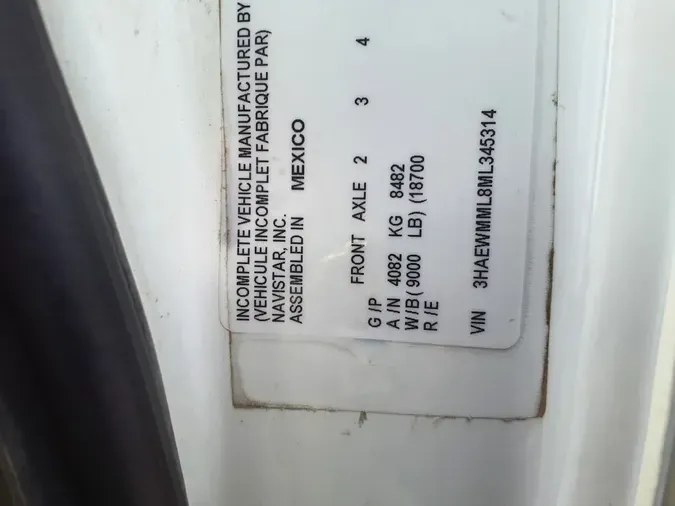 INCOMPLETE VEHICLE MANUFACTURED BY
(VEHICULE INCOMPLET FABRIQUE PAR)
NAVISTAR, INC.
ASSEMBLED IN MEXICO
FRONT AXLE 2 3 4
G /P
A /N 4082 KG 8482
W/B( 9000 LB) (18700
R /E
VIN 3HAEWMML8ML345314